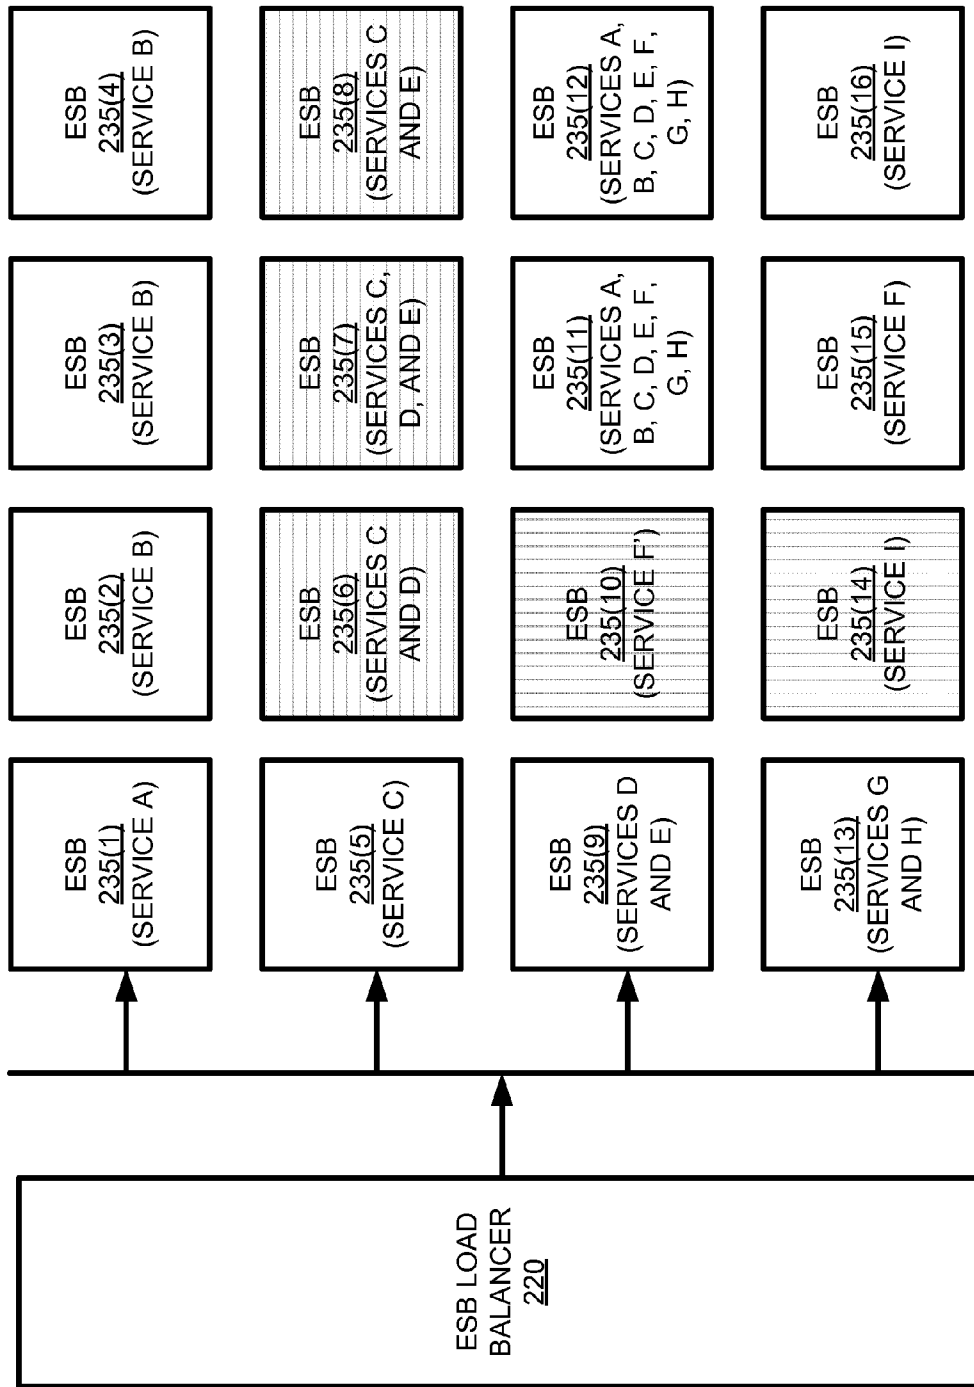 ESB LOAD
BALANCER
220
ESB
235(1)
(SERVICE A)
ESB
235(2)
(SERVICE B)
ESB
235(3)
(SERVICE B)
ESB
235(4)
(SERVICE B)
ESB
235(5)
(SERVICE C)
ESB
235(6)
(SERVICES C
AND D)
ESB
235(7)
(SERVICES C,
D, AND E)
ESB
235(8)
(SERVICES C
AND E)
ESB
235(9)
(SERVICES D
AND E)
ESB
235(10)
(SERVICE F')
ESB
235(11)
(SERVICES A,
B, C, D, E, F,
G, H)
ESB
235(12)
(SERVICES A,
B, C, D, E, F,
G, H)
ESB
235(13)
(SERVICES G
AND H)
ESB
235(14)
(SERVICE I)
ESB
235(15)
(SERVICE F)
ESB
235(16)
(SERVICE I)